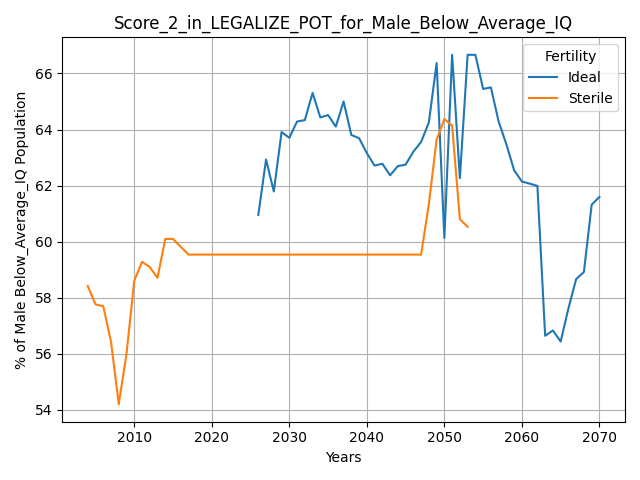 Score_2_in_LEGALIZE_POT_for_Male_Below_Average_IQ
% of Male Below_Average_IQ Population
66
64
62
60
58
56
54
Fertility
Ideal
Sterile
2010 2020 2030 2040 2050 2060 2070
Years